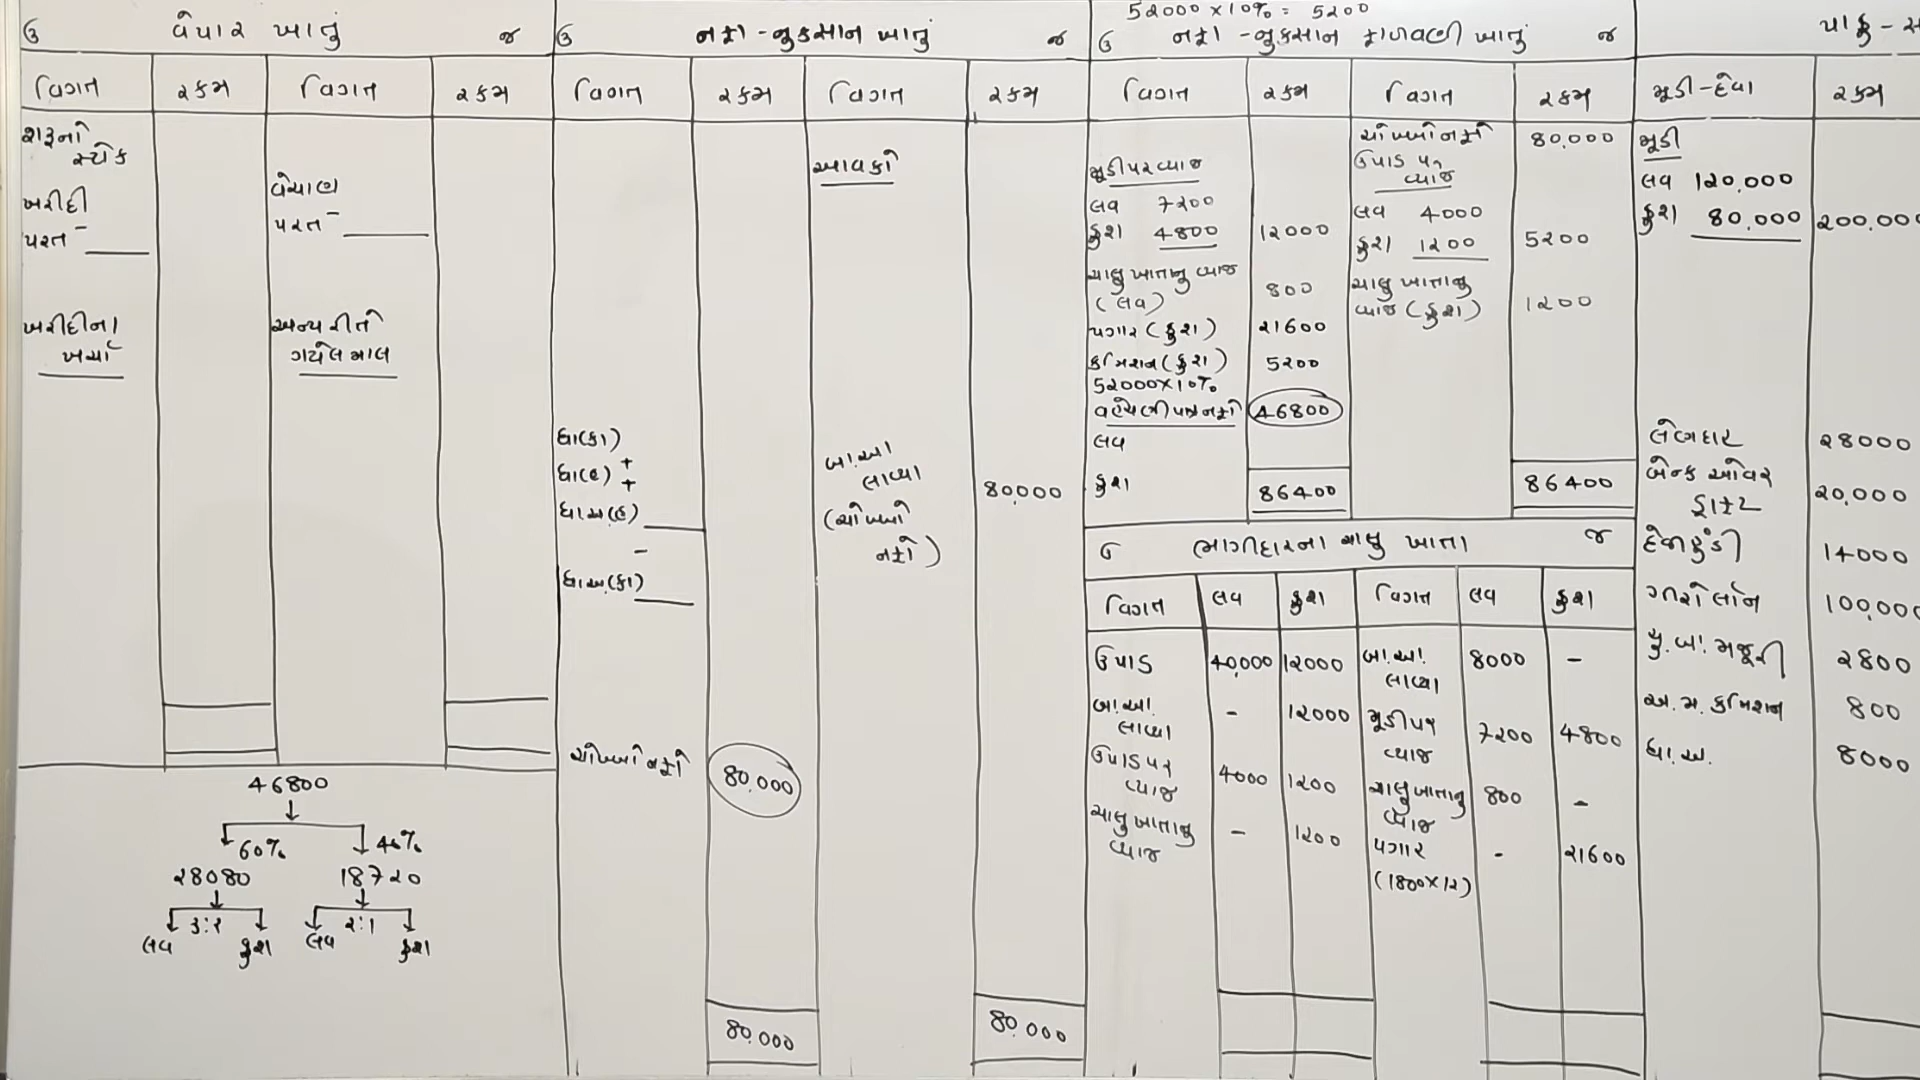 ઉ વેપાર ખાતું જ
વિગત રકમ વિગત રકમ
શરૂનો
સ્ટોક
ખરીદી
પરત -
વેચાણ
પરત -
ખરીદીના
ખર્ચા
અન્ય રીતે
ગયેલ માલ
46800
60% 40%
28080 18720
3:2 2:1
લવ કુશ લવ કુશ
ઉ નફા-નુકસાન ખાતું જ
વિગત રકમ વિગત રકમ
આવકો
ઘા(કા)
+
ઘા(હ)
+
ઘાઅ(હ)
-
ઘાઅ(કા)
બા.આ
લાવ્યા 80,000
(ચોખ્ખો
નફો)
ચોખ્ખો નફો 80,000
80,000 80,000
52000 x 10% = 5200
ઉ નફા-નુકસાન ફાળવણી ખાતું જ
વિગત રકમ વિગત રકમ
મૂડી પર વ્યાજ
લવ 7200
કુશ 4800 12000
ચાલુ ખાતાનુ વ્યાજ
(લવ) 800
પગાર (કુશ) 21600
કમિશન (કુશ) 5200
52000x10%
વહેંચણીપાત્ર નફો 46800
લવ
કુશ 86400
ચોખ્ખો નફો 80,000
ઉપાડ પર
વ્યાજ
લવ 4000
કુશ 1200 5200
ચાલુ ખાતાનુ
વ્યાજ (કુશ) 1200
86400
ઉ ભાગીદારના ચાલુ ખાતા જ
વિગત લવ કુશ વિગત લવ કુશ
ઉપાડ 40,000 12000
બા.આ.
લાવ્યા - 12000
ઉપાડ પર
વ્યાજ 4000 1200
ચાલુ ખાતાનુ
વ્યાજ - 1200
બા.આ.
લાવ્યા 8000 -
મૂડી પર
વ્યાજ 7200 4800
ચાલુ ખાતાનુ
વ્યાજ 800 -
પગાર - 21600
(1800x12)
પાકુ - સ
મૂડી-દેવા રકમ
મૂડી
લવ 120,000
કુશ 80,000 200,000
લેણદાર 28000
બેન્ક ઓવર
ડ્રાફ્ટ 20,000
દેવીહુંડી 14000
ગીરો લોન 100,000
ચુ.બા. મજૂરી 2800
અ.મ. કમિશન 800
ઘા.અ. 8000